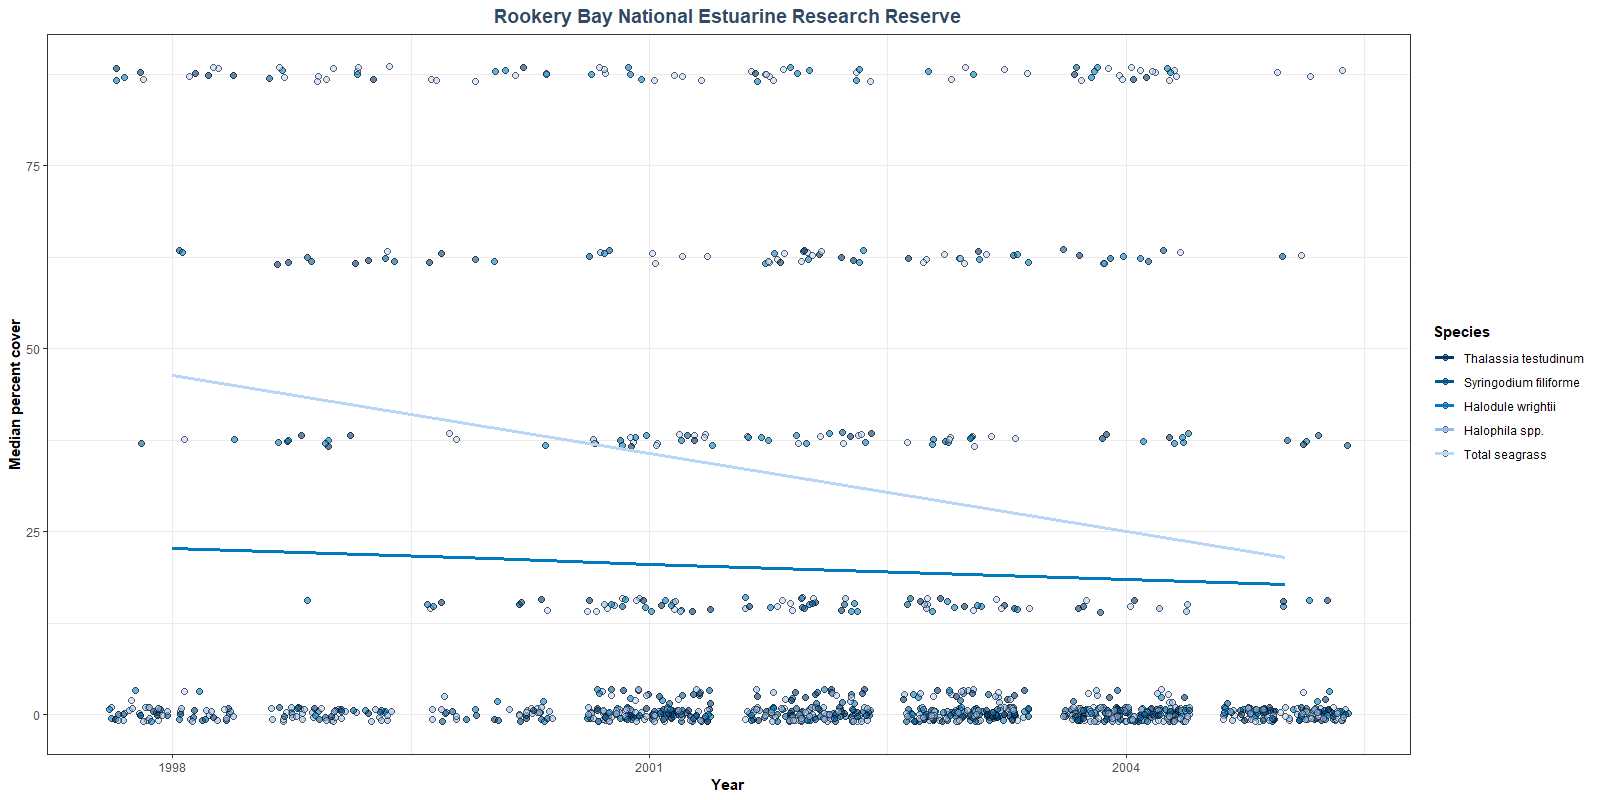 Rookery Bay National Estuarine Research Reserve
Median percent cover
75
50
25
0
1998
2001
2004
Year
Species
Thalassia testudinum
Syringodium filiforme
Halodule wrightii
Halophila spp.
Total seagrass